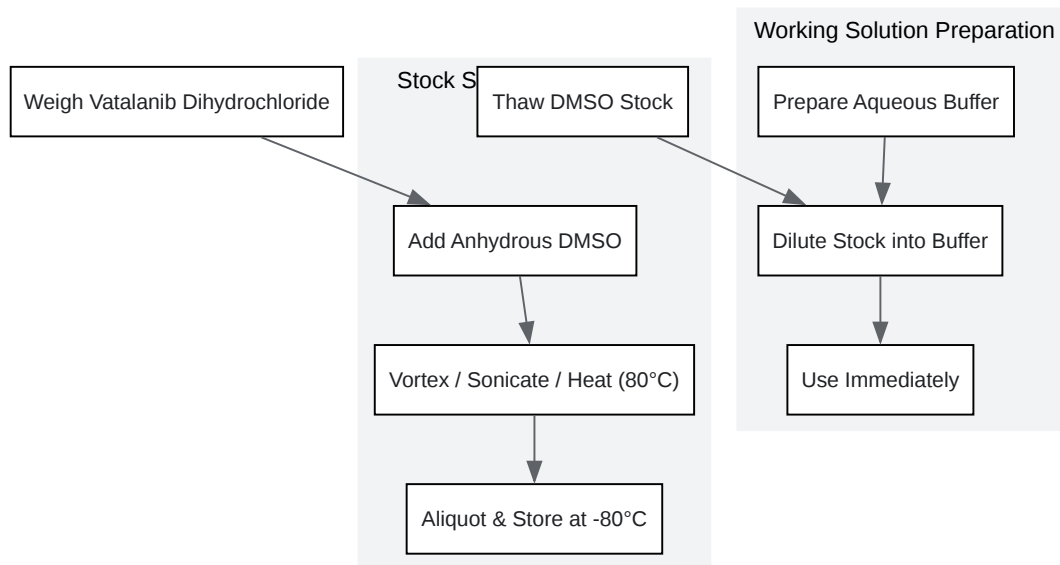 Working Solution Preparation
Stock S
Weigh Vatalanib Dihydrochloride
Thaw DMSO Stock
Prepare Aqueous Buffer
Add Anhydrous DMSO
Dilute Stock into Buffer
Vortex / Sonicate / Heat (80°C)
Use Immediately
Aliquot & Store at -80°C